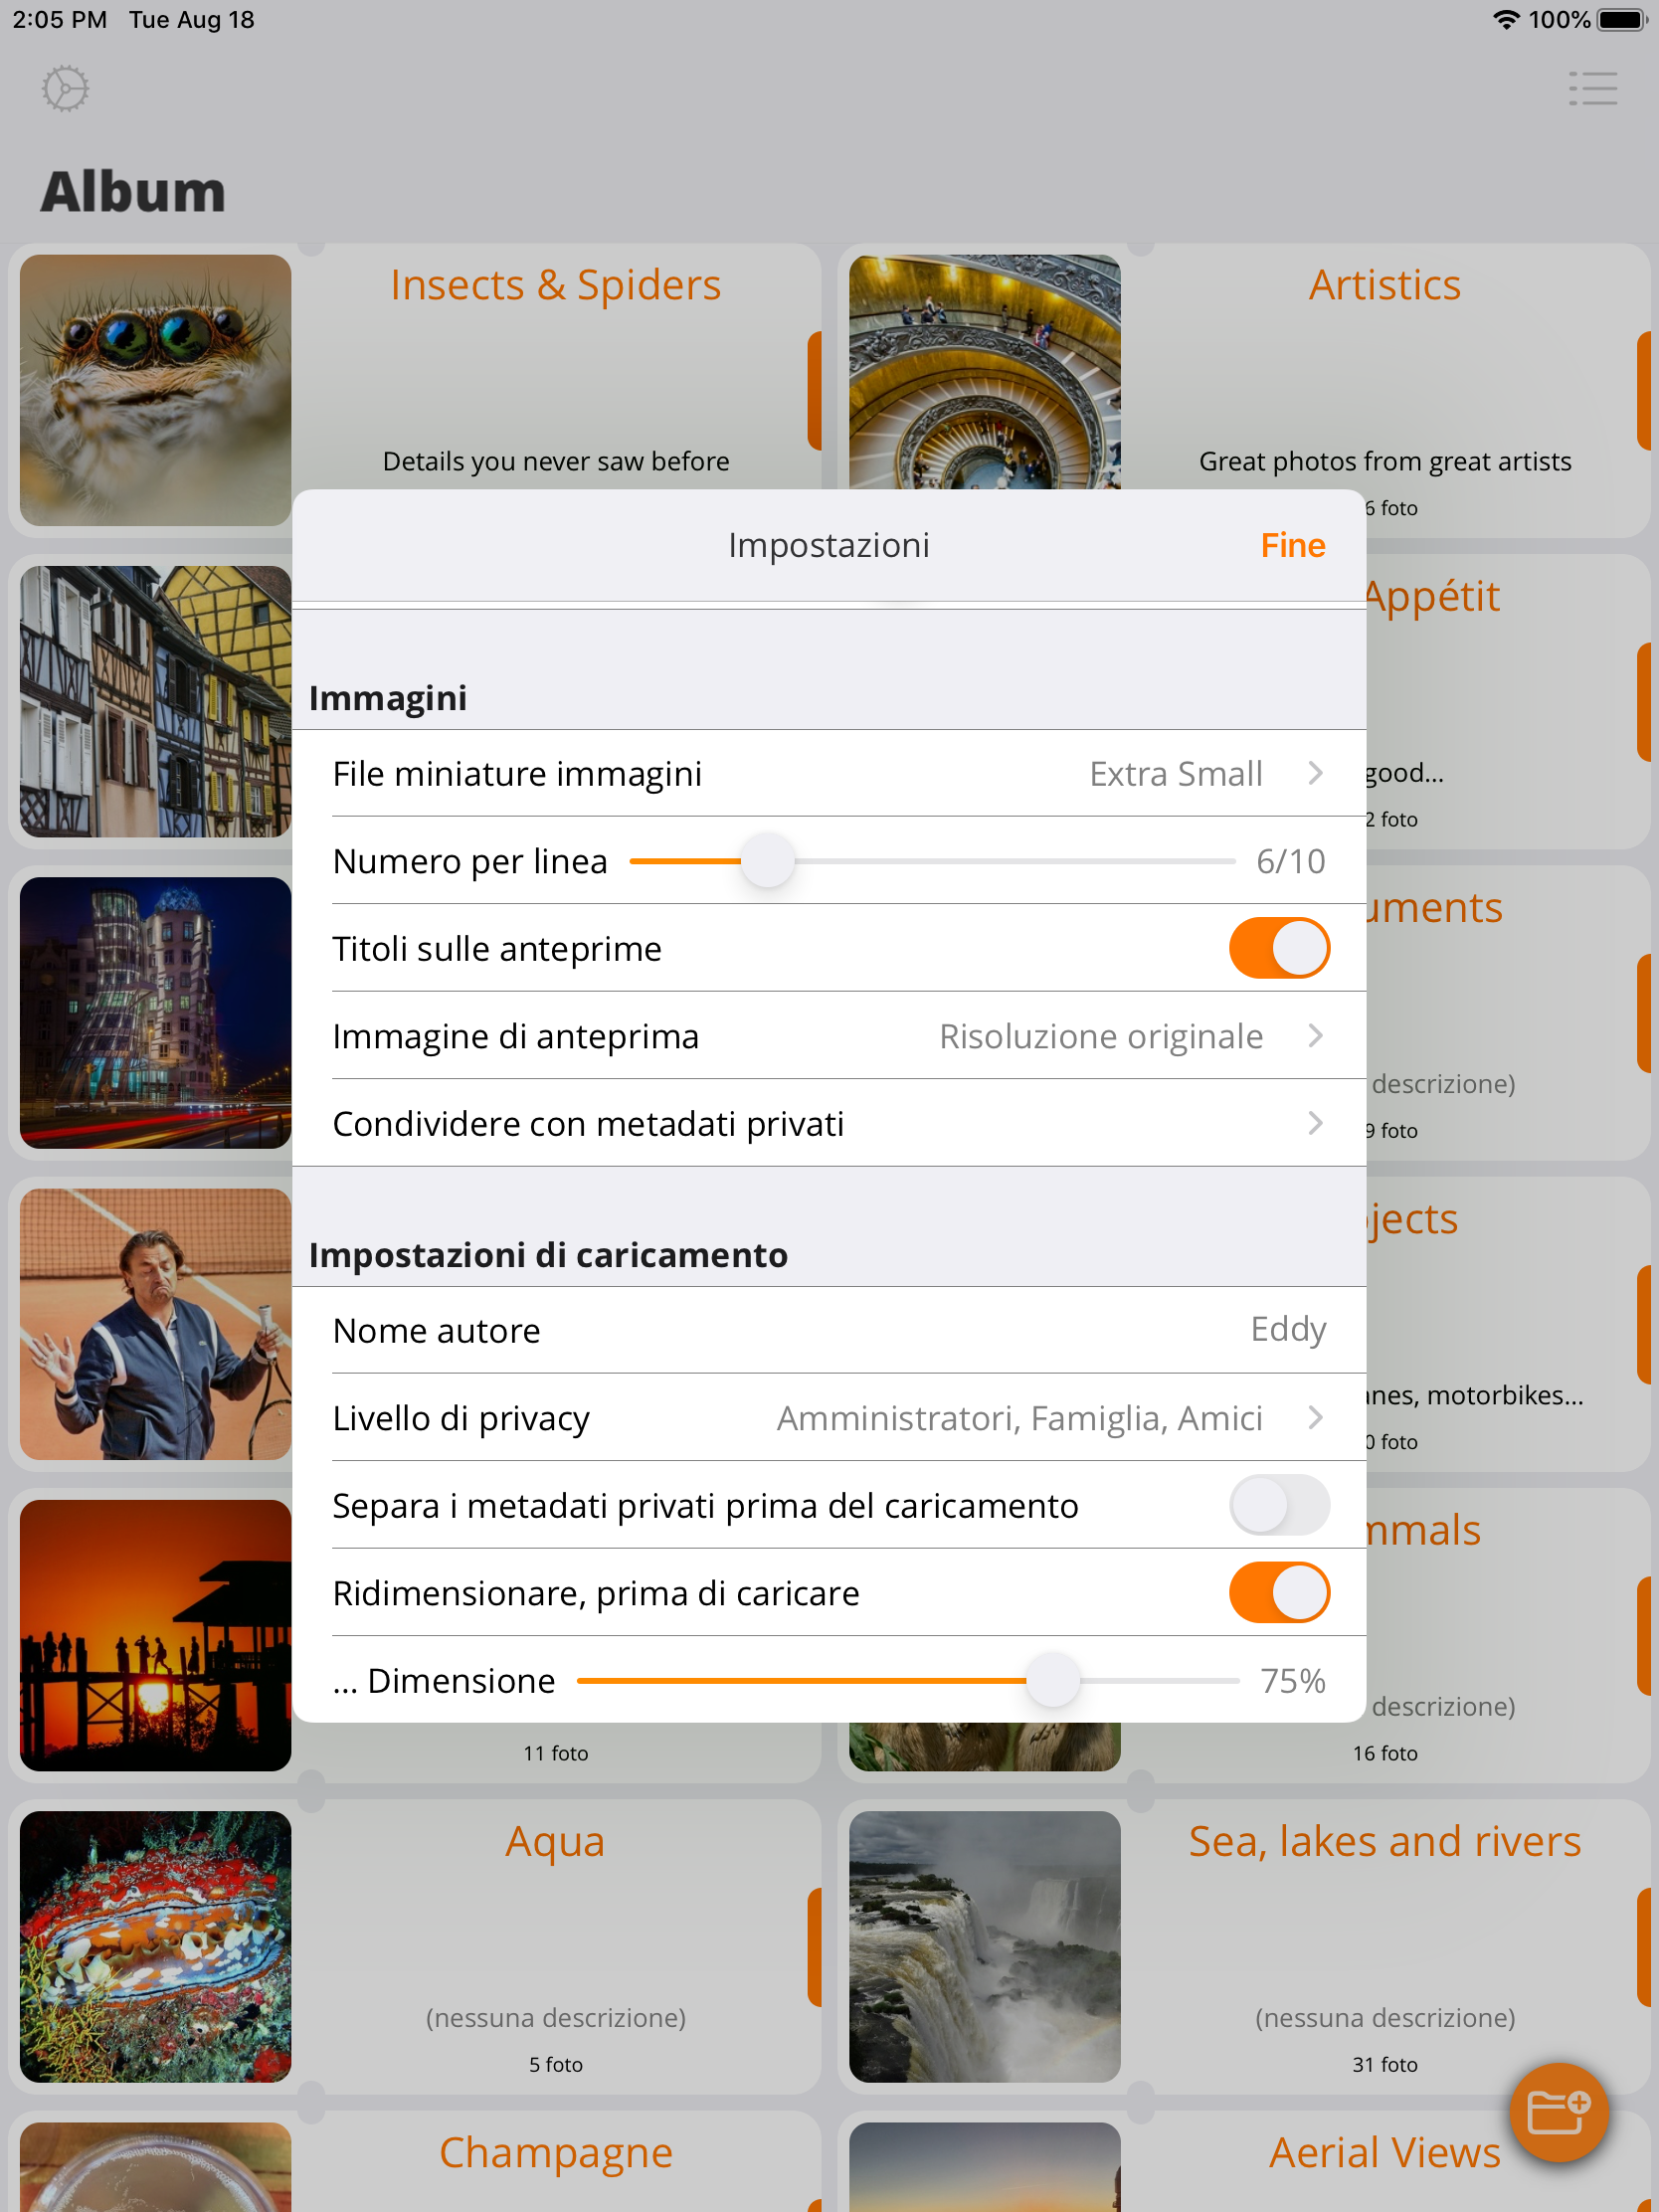 2:05 PM Tue Aug 18
100%
Album
Insects & Spiders
Details you never saw before
Artistics
Great photos from great artists
6 foto
Appétit
good...
2 foto
uments
descrizione)
9 foto
jects
anes, motorbikes...
0 foto
mmals
descrizione)
16 foto
Impostazioni
Fine
Immagini
File miniature immagini
Extra Small
Numero per linea
6/10
Titoli sulle anteprime
Immagine di anteprima
Risoluzione originale
Condividere con metadati privati
Impostazioni di caricamento
Nome autore
Eddy
Livello di privacy
Amministratori, Famiglia, Amici
Separa i metadati privati prima del caricamento
Ridimensionare, prima di caricare
... Dimensione
75%
11 foto
Aqua
(nessuna descrizione)
5 foto
Sea, lakes and rivers
(nessuna descrizione)
31 foto
Champagne
Aerial Views